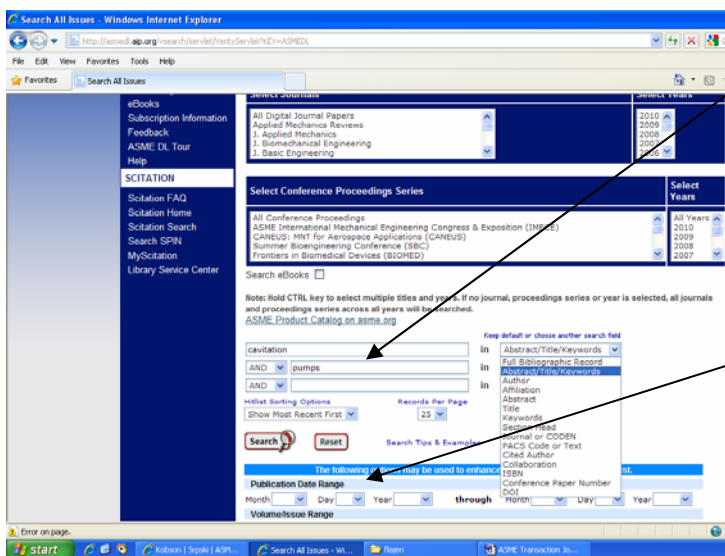 Search All Issues - Windows Internet Explorer
http://asmedl.aip.org/vsearch/servlet/VerityServlet?KEY=ASMEDL
File Edit View Favorites Tools Help
Favorites Search All Issues
eBooks
Subscription Information
Feedback
ASME DL Tour
Help
SCITATION
Scitation FAQ
Scitation Home
Scitation Search
Search SPIN
MyScitation
Library Service Center
Select Journals Select Years
All Digital Journal Papers
Applied Mechanics Reviews
J. Applied Mechanics
J. Biomechanical Engineering
J. Basic Engineering
2010
2009
2008
2007
2006
Select Conference Proceedings Series
Select Years
All Conference Proceedings
ASME International Mechanical Engineering Congress & Exposition (IMECE)
CANEUS: MNT for Aerospace Applications (CANEUS)
Summer Bioengineering Conference (SBC)
Frontiers in Biomedical Devices (BIOMED)
All Years
2010
2009
2008
2007
Search eBooks
Note: Hold CTRL key to select multiple titles and years. If no journal, proceedings series or year is selected, all journals
and proceedings series across all years will be searched.
ASME Product Catalog on asme.org
Keep default or choose another search field
cavitation in Abstract/Title/Keywords
AND pumps in
AND in
Full Bibliographic Record
Abstract/Title/Keywords
Author
Affiliation
Abstract
Title
Keywords
Section Head
Journal or CODEN
PACS Code or Text
Cited Author
Collaboration
ISBN
Conference Paper Number
DOI
Hitlist Sorting Options Records Per Page
Show Most Recent First 25
Search Reset Search Tips & Examples
The following options may be used to enhance
Publication Date Range
Month Day Year through Month Day Year
Volume/Issue Range
Error on page.
start Kobson | Srpski | ASM... Search All Issues - Wi... ASME Transaction Jo...